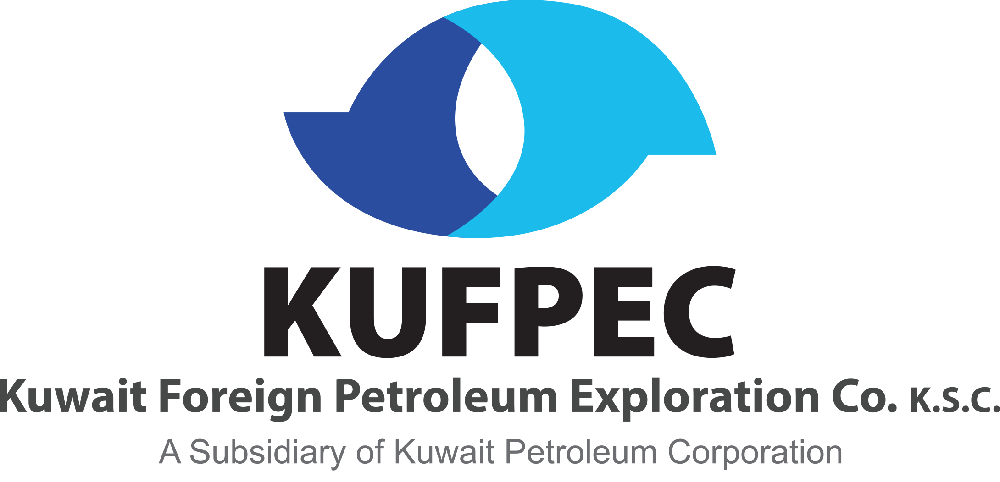 KUFPEC
Kuwait Foreign Petroleum Exploration Co. K.S.C.
A Subsidiary of Kuwait Petroleum Corporation